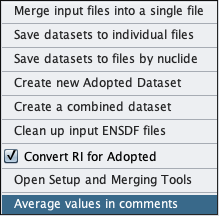 Merge input files into a single file
Save datasets to individual files
Save datasets to files by nuclide
Create new Adopted Dataset
Create a combined dataset
Clean up input ENSDF files
Convert RI for Adopted
Open Setup and Merging Tools
Average values in comments